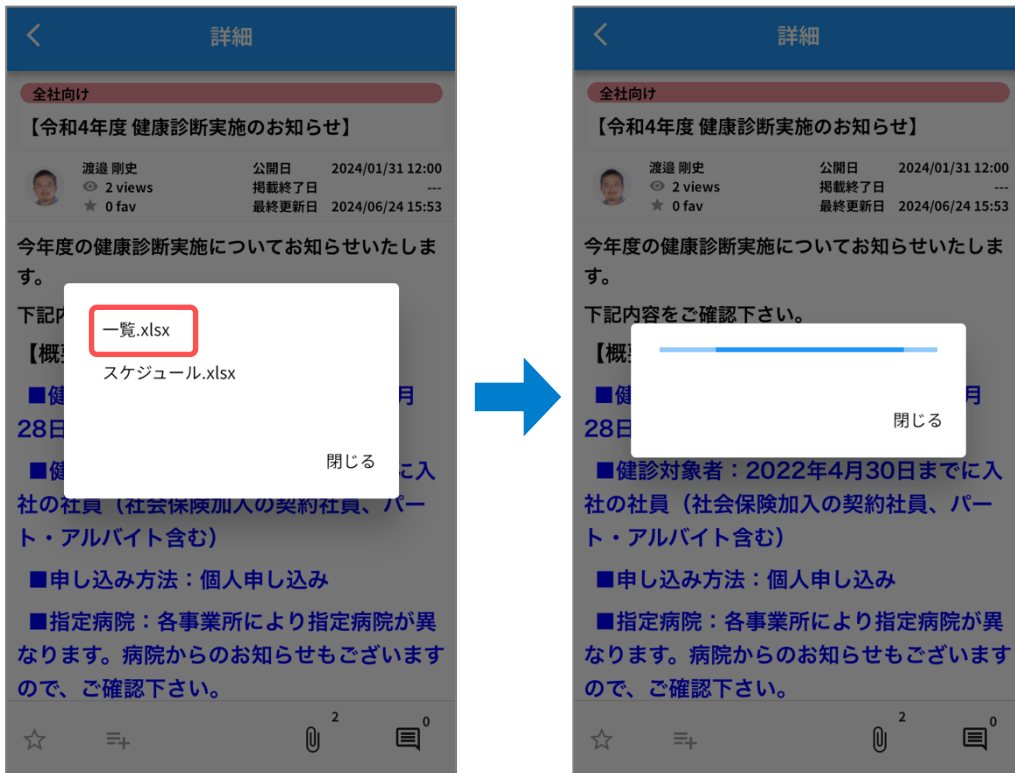 詳細
全社向け
【令和4年度 健康診断実施のお知らせ】
渡邉 剛史
2 views
0 fav
公開日 2024/01/31 12:00
掲載終了日 ---
最終更新日 2024/06/24 15:53
今年度の健康診断実施についてお知らせいたしま
す。
下記内
【概要
一覧.xlsx
スケジュール.xlsx
閉じる
■健
月
28日
■健
に入
社の社員（社会保険加入の契約社員、パー
ト・アルバイト含む）
■申し込み方法：個人申し込み
■指定病院：各事業所により指定病院が異
なります。病院からのお知らせもございます
ので、ご確認下さい。
2
0
詳細
全社向け
【令和4年度 健康診断実施のお知らせ】
渡邉 剛史
2 views
0 fav
公開日 2024/01/31 12:00
掲載終了日 ---
最終更新日 2024/06/24 15:53
今年度の健康診断実施についてお知らせいたしま
す。
下記内容をご確認下さい。
【概要
閉じる
■健
月
28日
■健診対象者：2022年4月30日までに入
社の社員（社会保険加入の契約社員、パー
ト・アルバイト含む）
■申し込み方法：個人申し込み
■指定病院：各事業所により指定病院が異
なります。病院からのお知らせもございます
ので、ご確認下さい。
2
0